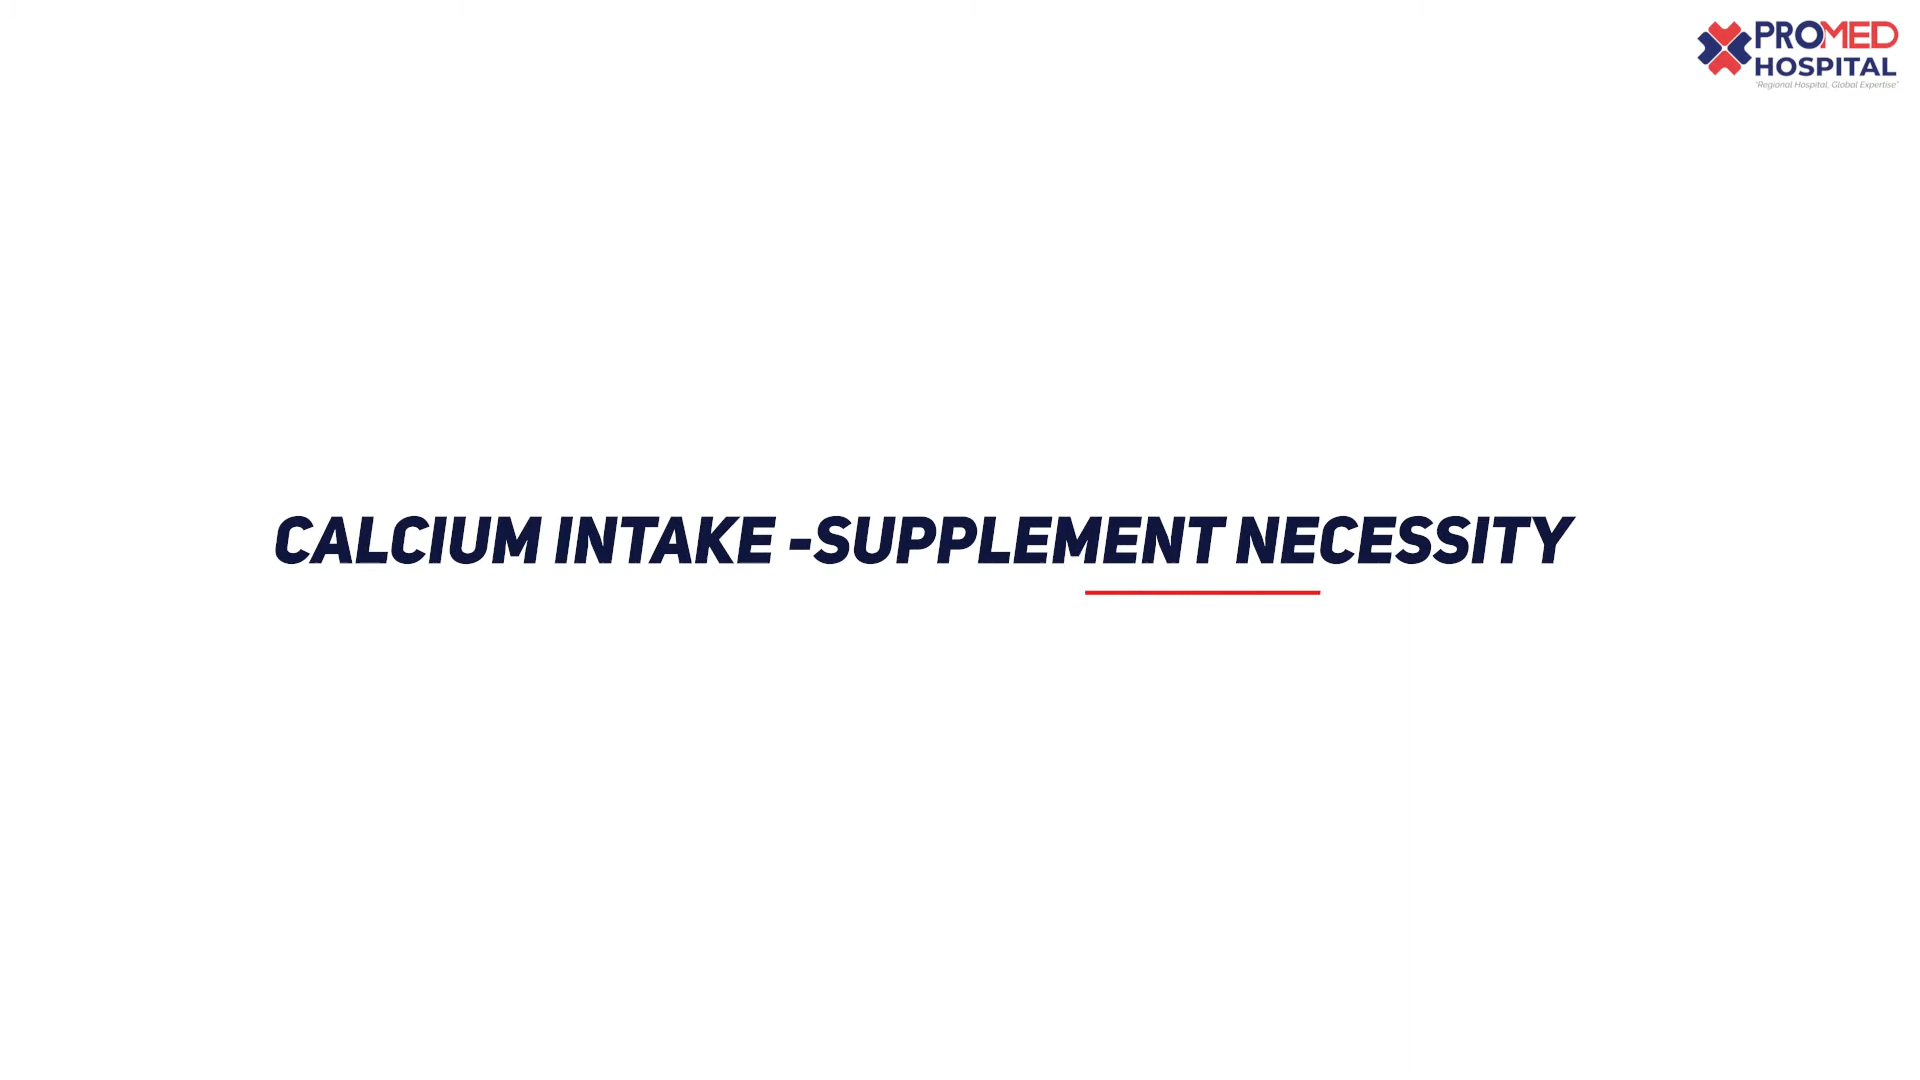 PROMED
HOSPITAL
"Regional Hospital, Global Expertise"
CALCIUM INTAKE -SUPPLEMENT NECESSITY